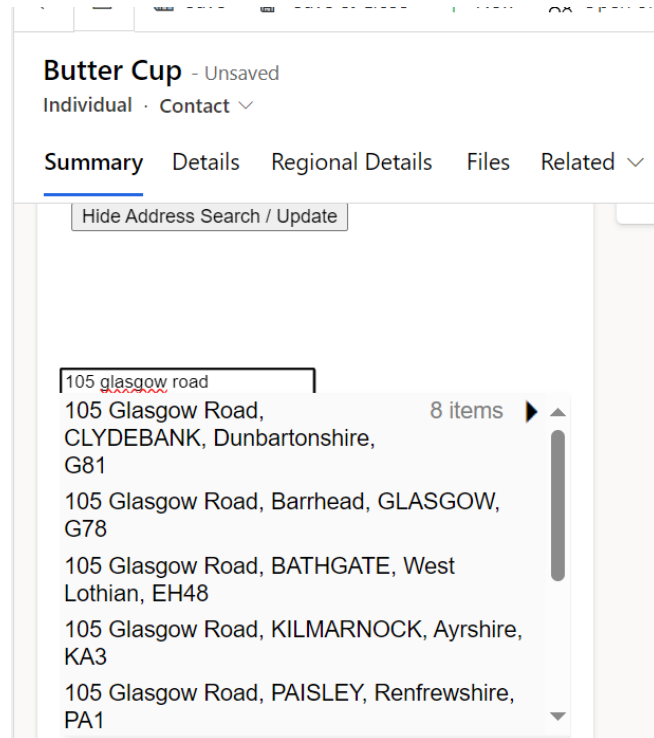 Butter Cup - Unsaved
Individual · Contact
Summary Details Regional Details Files Related
Hide Address Search / Update
105 glasgow road
105 Glasgow Road, 8 items
CLYDEBANK, Dunbartonshire,
G81
105 Glasgow Road, Barrhead, GLASGOW,
G78
105 Glasgow Road, BATHGATE, West
Lothian, EH48
105 Glasgow Road, KILMARNOCK, Ayrshire,
KA3
105 Glasgow Road, PAISLEY, Renfrewshire,
PA1